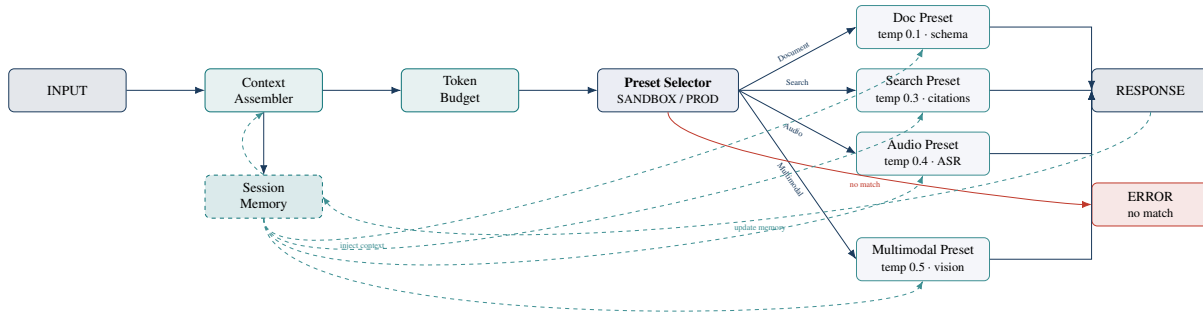 INPUT
Context
Assembler
Token
Budget
Preset Selector
SANDBOX / PROD
Document
Search
Audio
Multimodal
Doc Preset
temp 0.1 · schema
Search Preset
temp 0.3 · citations
Audio Preset
temp 0.4 · ASR
Multimodal Preset
temp 0.5 · vision
RESPONSE
ERROR
no match
no match
Session
Memory
inject context
update memory